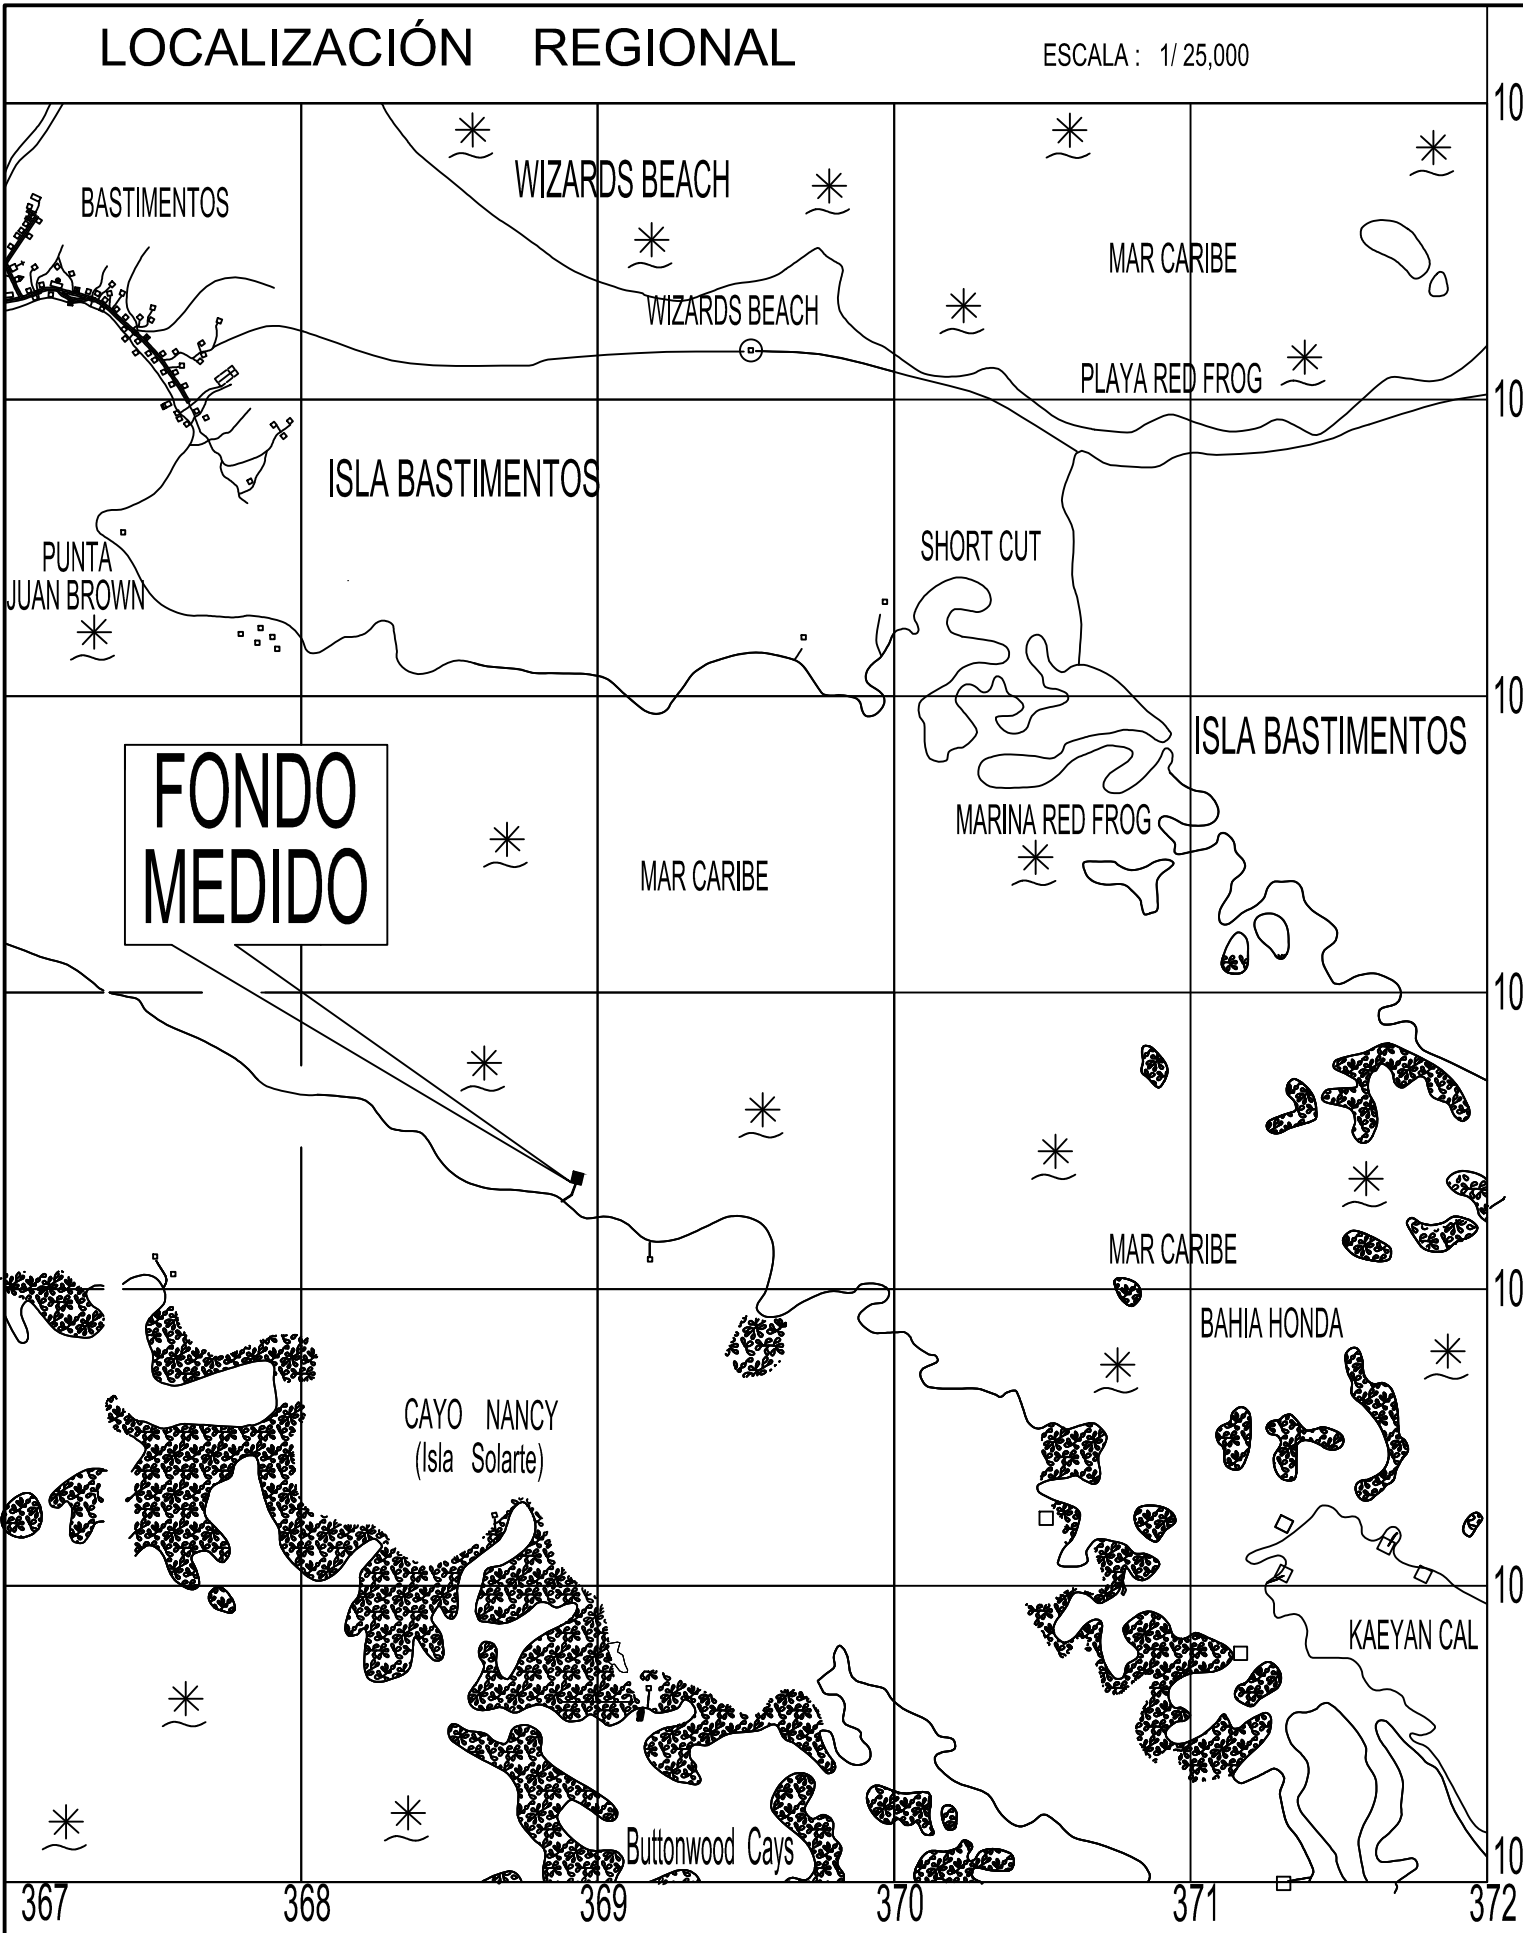 LOCALIZACIÓN REGIONAL
ESCALA : 1/ 25,000
10
WIZARDS BEACH
BASTIMENTOS
MAR CARIBE
WIZARDS BEACH
PLAYA RED FROG
10
ISLA BASTIMENTOS
SHORT CUT
PUNTA
JUAN BROWN
10
ISLA BASTIMENTOS
FONDO
MEDIDO
MARINA RED FROG
MAR CARIBE
10
MAR CARIBE
10
BAHIA HONDA
CAYO NANCY
(Isla Solarte)
10
KAEYAN CAL
Buttonwood Cays
10
367
368
369
370
371
372